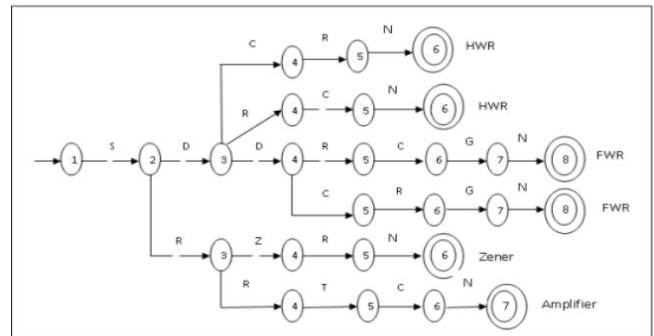 C R N
4 5 6 HWR
R C N
4 5 6 HWR
S D D R C G N
1 2 3 4 5 6 7 8 FWR
C R G N
5 6 7 8 FWR
R Z R N
3 4 5 6 Zener
R T C N
4 5 6 7 Amplifier